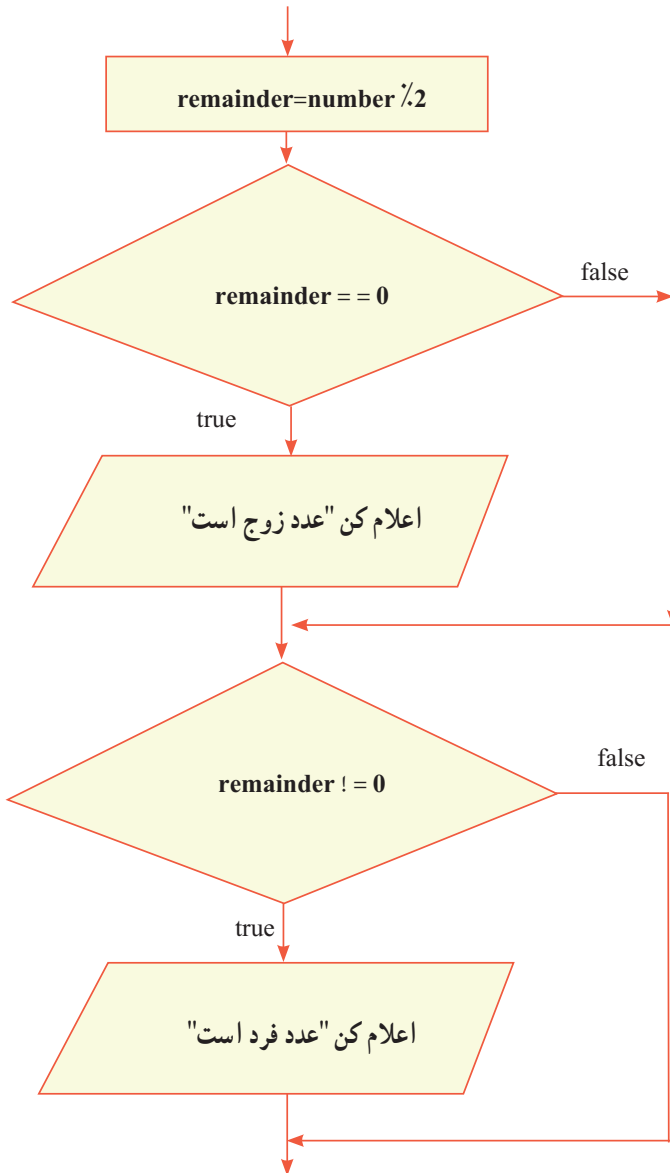 remainder=number ٪2
remainder = = 0
false
true
اعلام کن "عدد زوج است"
remainder ! = 0
false
true
اعلام کن "عدد فرد است"